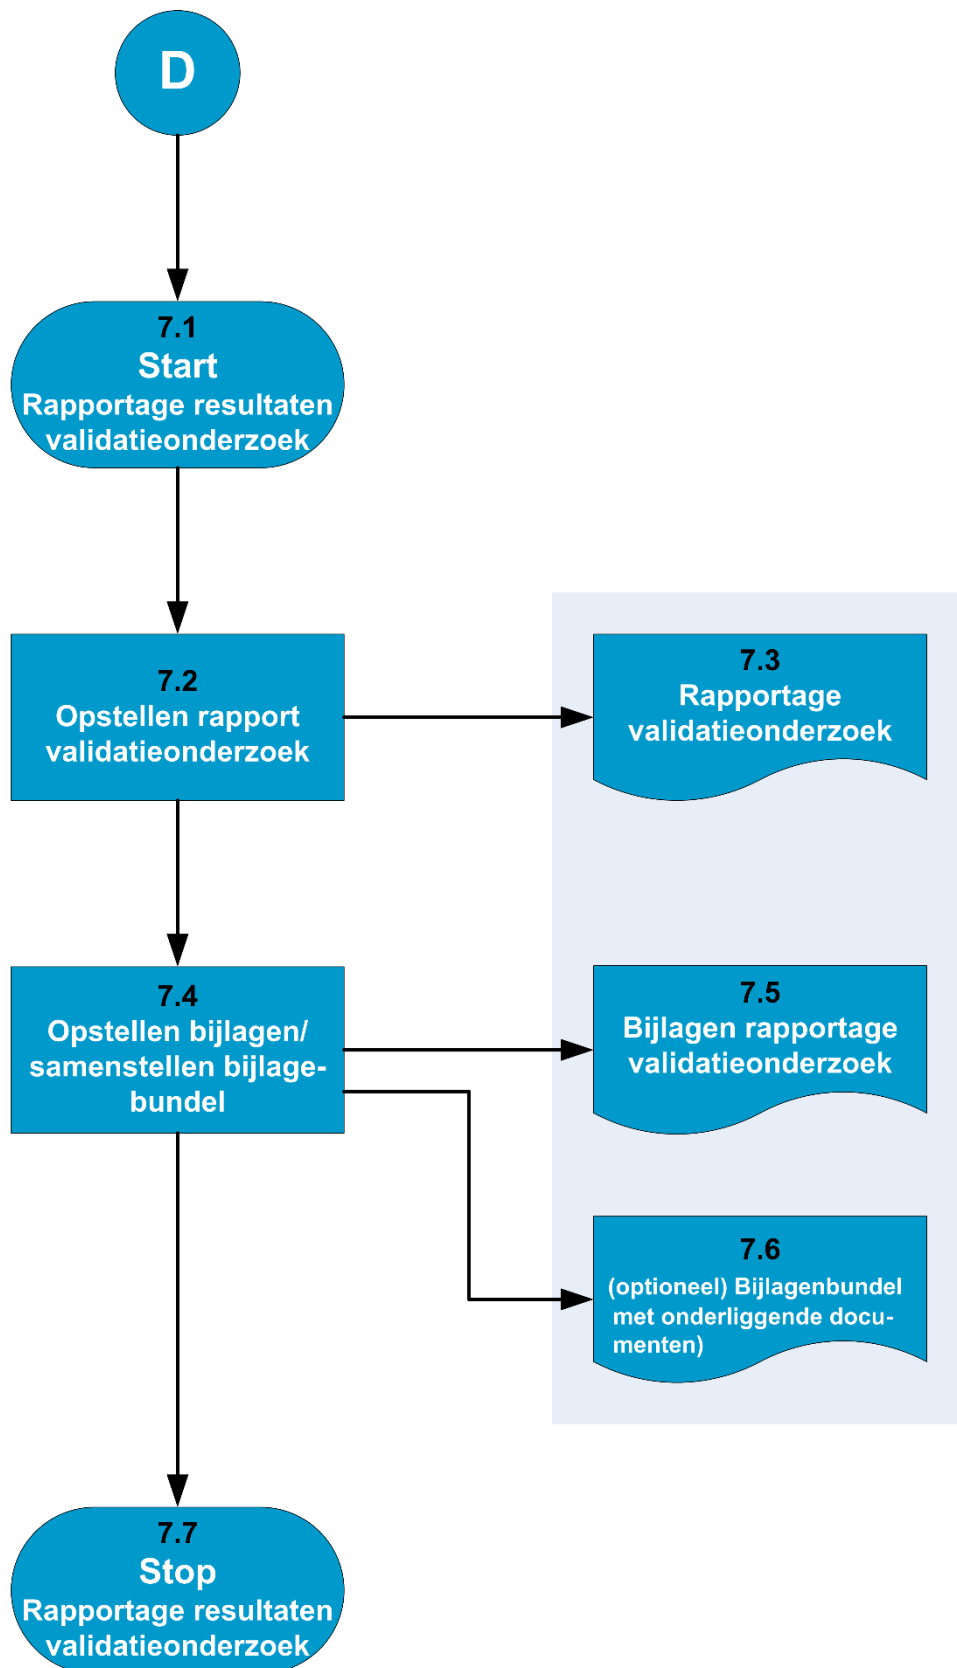 D
7.1
Start
Rapportage resultaten
validatieonderzoek
7.2
Opstellen rapport
validatieonderzoek
7.3
Rapportage
validatieonderzoek
7.4
Opstellen bijlagen/
samenstellen bijlage-
bundel
7.5
Bijlagen rapportage
validatieonderzoek
7.6
(optioneel) Bijlagenbundel
met onderliggende docu-
menten)
7.7
Stop
Rapportage resultaten
validatieonderzoek